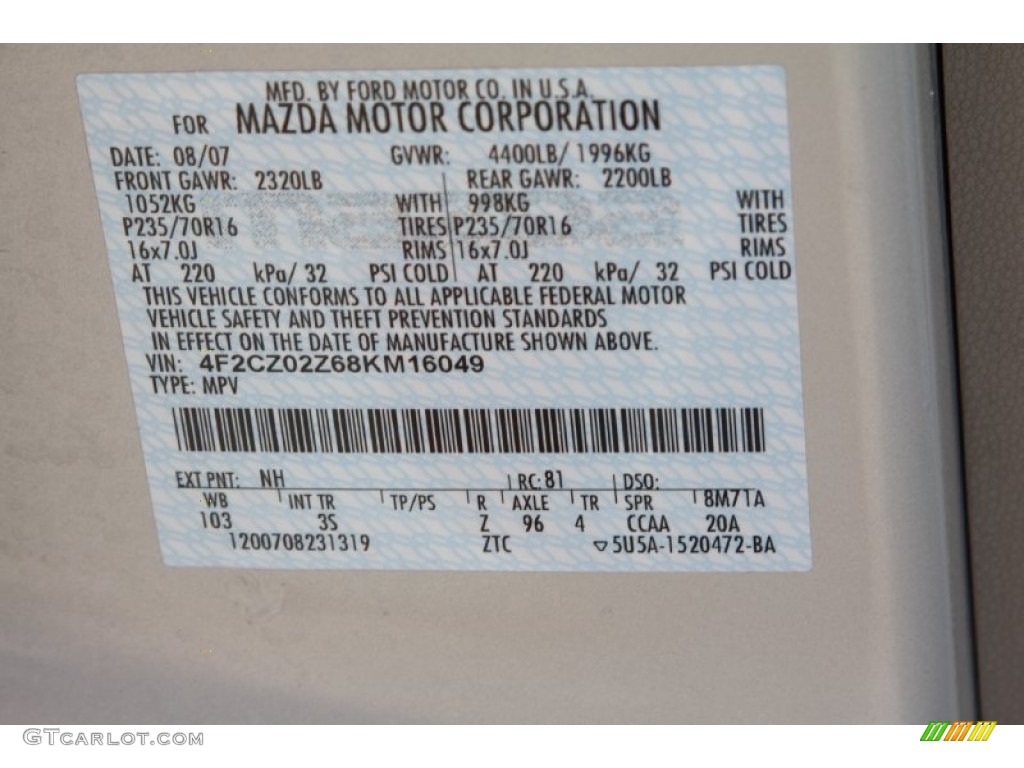 MFD. BY FORD MOTOR CO. IN U.S.A.
FOR MAZDA MOTOR CORPORATION
DATE: 08/07 GVWR: 4400LB/ 1996KG
FRONT GAWR: 2320LB REAR GAWR: 2200LB
1052KG WITH 998KG WITH
P235/70R16 TIRES P235/70R16 TIRES
16x7.0J RIMS 16x7.0J RIMS
AT 220 kPa/ 32 PSI COLD AT 220 kPa/ 32 PSI COLD
THIS VEHICLE CONFORMS TO ALL APPLICABLE FEDERAL MOTOR
VEHICLE SAFETY AND THEFT PREVENTION STANDARDS
IN EFFECT ON THE DATE OF MANUFACTURE SHOWN ABOVE.
VIN: 4F2CZ02Z68KM16049
TYPE: MPV
EXT PNT: NH RC: 81 DSO:
WB INT TR TP/PS R AXLE TR SPR 8M71A
103 3S Z 96 4 CCAA 20A
1200708231319 ZTC 5U5A-1520472-BA
GTCARLOT.COM